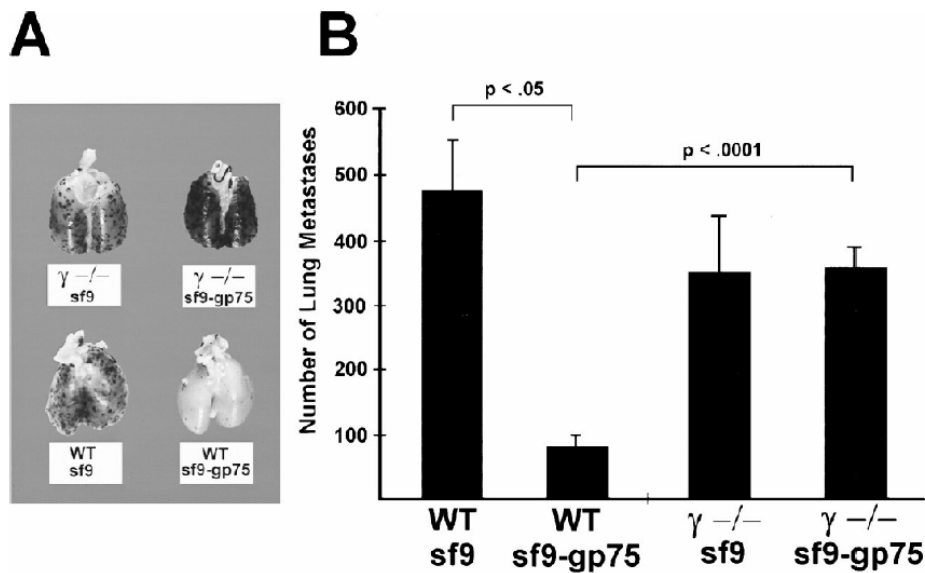 A
γ −/−
sf9
γ −/−
sf9-gp75
WT
sf9
WT
sf9-gp75
B
Number of Lung Metastases
600
500
400
300
200
100
p < .05
p < .0001
WT
sf9
WT
sf9-gp75
γ −/−
sf9
γ −/−
sf9-gp75